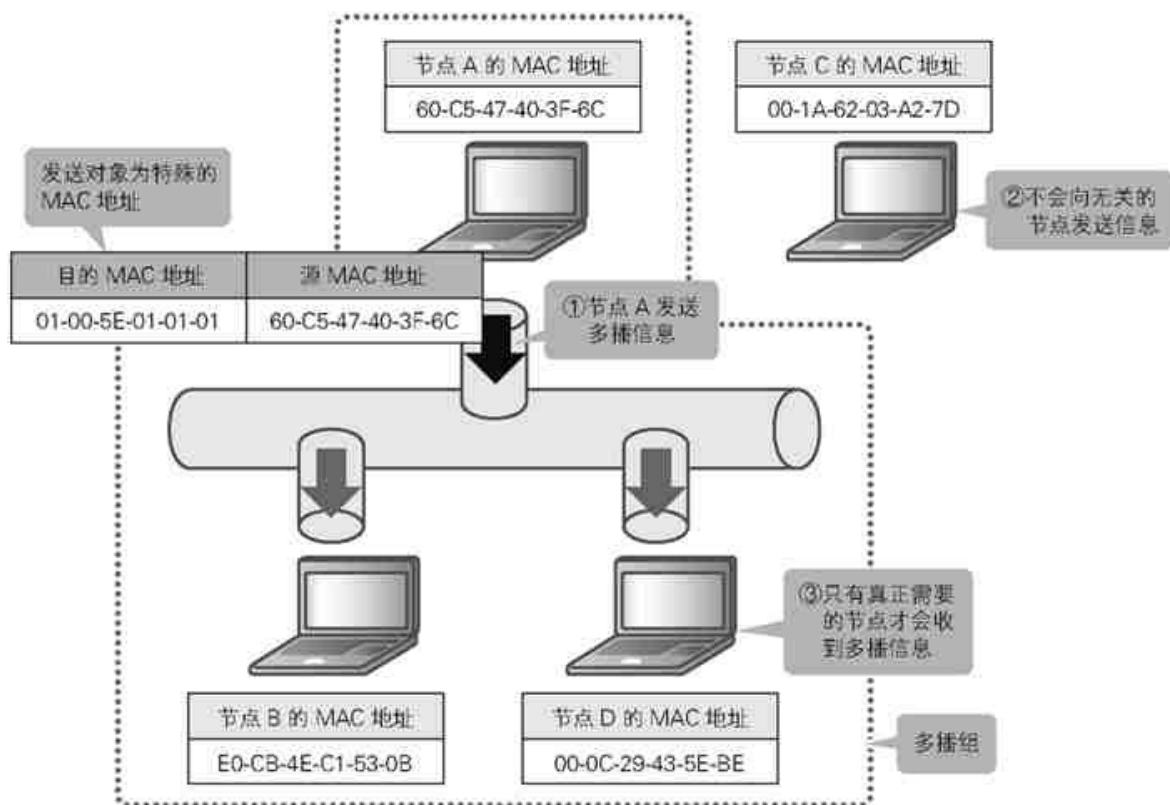 节点 A 的 MAC 地址
60-C5-47-40-3F-6C
节点 C 的 MAC 地址
00-1A-62-03-A2-7D
发送对象为特殊的
MAC 地址
②不会向无关的
节点发送信息
目的 MAC 地址
源 MAC 地址
01-00-5E-01-01-01
60-C5-47-40-3F-6C
①节点 A 发送
多播信息
③只有真正需要
的节点才会收
到多播信息
节点 B 的 MAC 地址
E0-CB-4E-C1-53-0B
节点 D 的 MAC 地址
00-0C-29-43-5E-BE
多播组